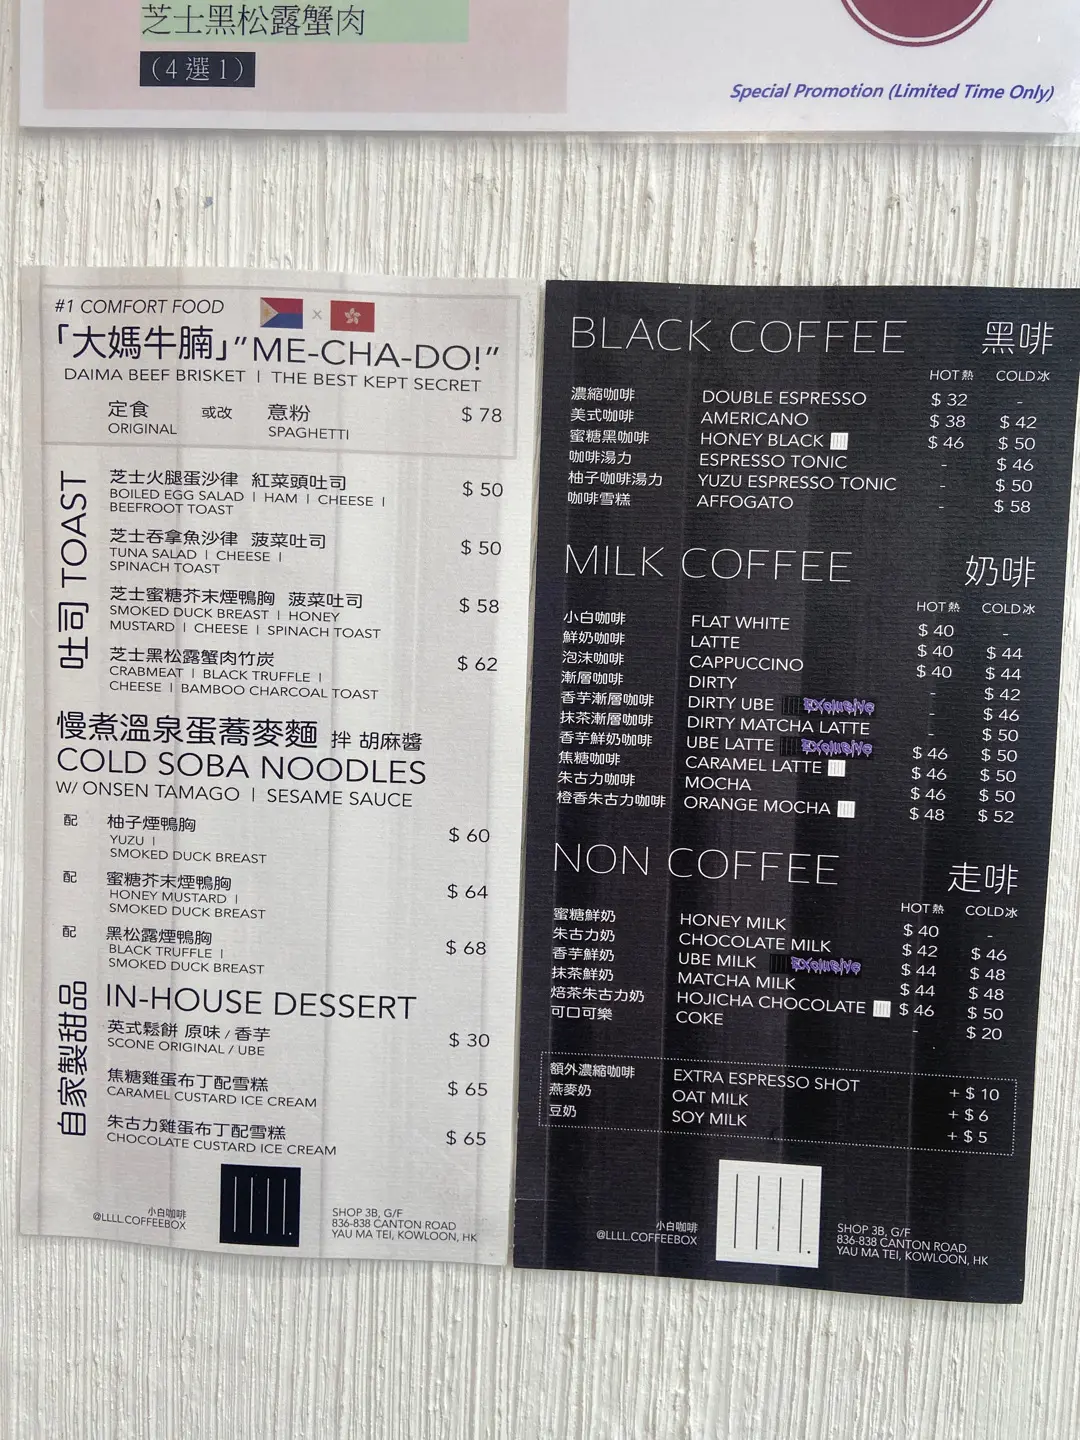 芝士黑松露蟹肉
(4選1)
Special Promotion (Limited Time Only)
#1 COMFORT FOOD
×
「大媽牛腩」"ME-CHA-DO!"
DAIMA BEEF BRISKET | THE BEST KEPT SECRET
定食 或改 意粉 $ 78
ORIGINAL SPAGHETTI
吐司 TOAST
芝士火腿蛋沙律 紅菜頭吐司 $ 50
BOILED EGG SALAD | HAM | CHEESE |
BEEFROOT TOAST
芝士吞拿魚沙律 菠菜吐司 $ 50
TUNA SALAD | CHEESE |
SPINACH TOAST
芝士蜜糖芥末煙鴨胸 菠菜吐司 $ 58
SMOKED DUCK BREAST | HONEY
MUSTARD | CHEESE | SPINACH TOAST
芝士黑松露蟹肉竹炭 $ 62
CRABMEAT | BLACK TRUFFLE |
CHEESE | BAMBOO CHARCOAL TOAST
慢煮溫泉蛋蕎麥麵 拌 胡麻醬
COLD SOBA NOODLES
W/ ONSEN TAMAGO | SESAME SAUCE
配 柚子煙鴨胸 $ 60
YUZU |
SMOKED DUCK BREAST
配 蜜糖芥末煙鴨胸 $ 64
HONEY MUSTARD |
SMOKED DUCK BREAST
配 黑松露煙鴨胸 $ 68
BLACK TRUFFLE |
SMOKED DUCK BREAST
自家製甜品
IN-HOUSE DESSERT
英式鬆餅 原味 / 香芋 $ 30
SCONE ORIGINAL / UBE
焦糖雞蛋布丁配雪糕 $ 65
CARAMEL CUSTARD ICE CREAM
朱古力雞蛋布丁配雪糕 $ 65
CHOCOLATE CUSTARD ICE CREAM
小白咖啡
@LLLL.COFFEEBOX
SHOP 3B, G/F
836-838 CANTON ROAD
YAU MA TEI, KOWLOON, HK
BLACK COFFEE 黑啡
HOT 熱 COLD 冰
濃縮咖啡 DOUBLE ESPRESSO $ 32 -
美式咖啡 AMERICANO $ 38 $ 42
蜜糖黑咖啡 HONEY BLACK $ 46 $ 50
咖啡湯力 ESPRESSO TONIC - $ 46
柚子咖啡湯力 YUZU ESPRESSO TONIC - $ 50
咖啡雪糕 AFFOGATO - $ 58
MILK COFFEE 奶啡
HOT 熱 COLD 冰
小白咖啡 FLAT WHITE $ 40 -
鮮奶咖啡 LATTE $ 40 $ 44
泡沫咖啡 CAPPUCCINO $ 40 $ 44
漸層咖啡 DIRTY - $ 42
香芋漸層咖啡 DIRTY UBE Exclusive - $ 46
抹茶漸層咖啡 DIRTY MATCHA LATTE - $ 50
香芋鮮奶咖啡 UBE LATTE Exclusive $ 46 $ 50
焦糖咖啡 CARAMEL LATTE $ 46 $ 50
朱古力咖啡 MOCHA $ 46 $ 50
橙香朱古力咖啡 ORANGE MOCHA $ 48 $ 52
NON COFFEE 走啡
HOT 熱 COLD 冰
蜜糖鮮奶 HONEY MILK $ 40 -
朱古力奶 CHOCOLATE MILK $ 42 $ 46
香芋鮮奶 UBE MILK Exclusive $ 44 $ 48
抹茶鮮奶 MATCHA MILK $ 44 $ 48
焙茶朱古力奶 HOJICHA CHOCOLATE $ 46 $ 50
可口可樂 COKE - $ 20
額外濃縮咖啡 EXTRA ESPRESSO SHOT + $ 10
燕麥奶 OAT MILK + $ 6
豆奶 SOY MILK + $ 5
小白咖啡
@LLLL.COFFEEBOX
SHOP 3B, G/F
836-838 CANTON ROAD
YAU MA TEI, KOWLOON, HK